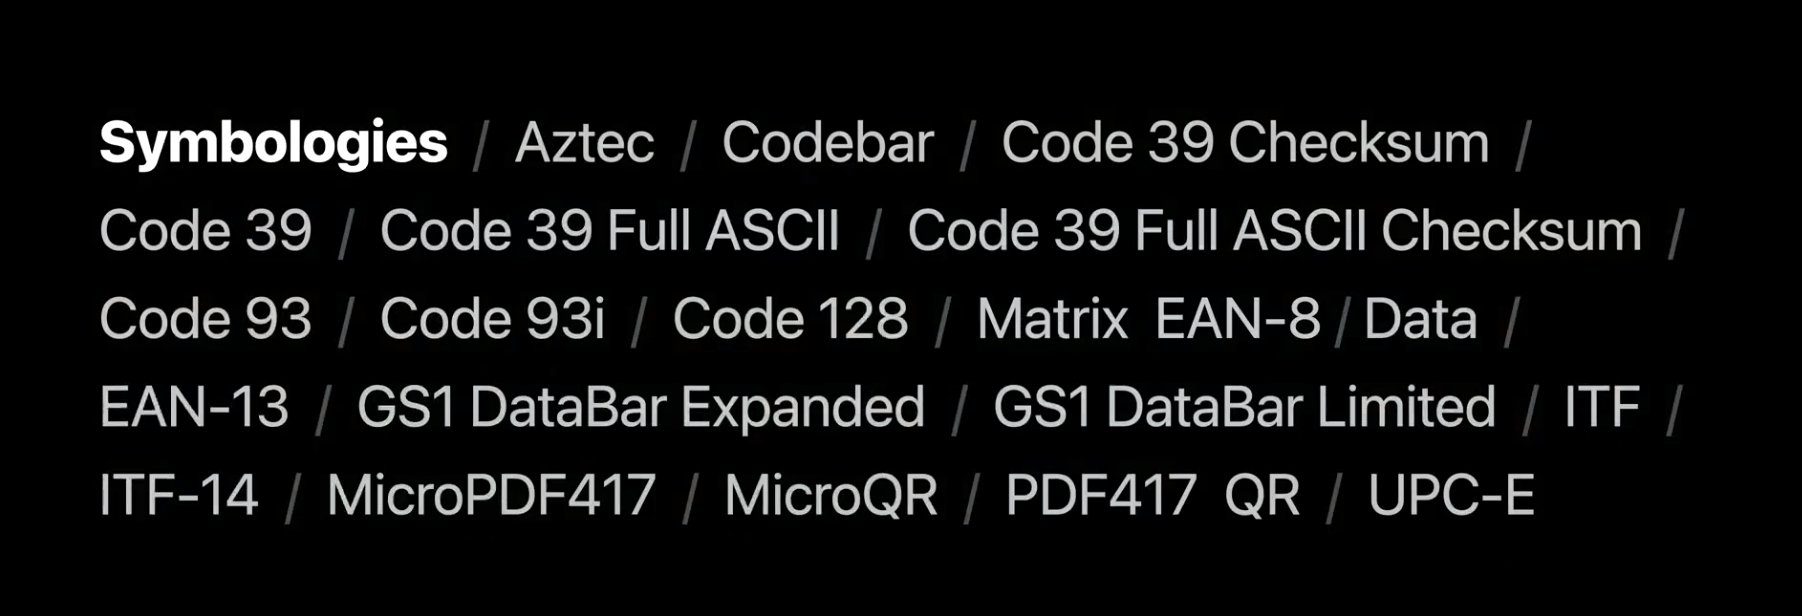 Symbologies / Aztec / Codebar / Code 39 Checksum /
Code 39 / Code 39 Full ASCII / Code 39 Full ASCII Checksum /
Code 93 / Code 93i / Code 128 / Matrix EAN-8 / Data /
EAN-13 / GS1 DataBar Expanded / GS1 DataBar Limited / ITF /
ITF-14 / MicroPDF417 / MicroQR / PDF417 QR / UPC-E